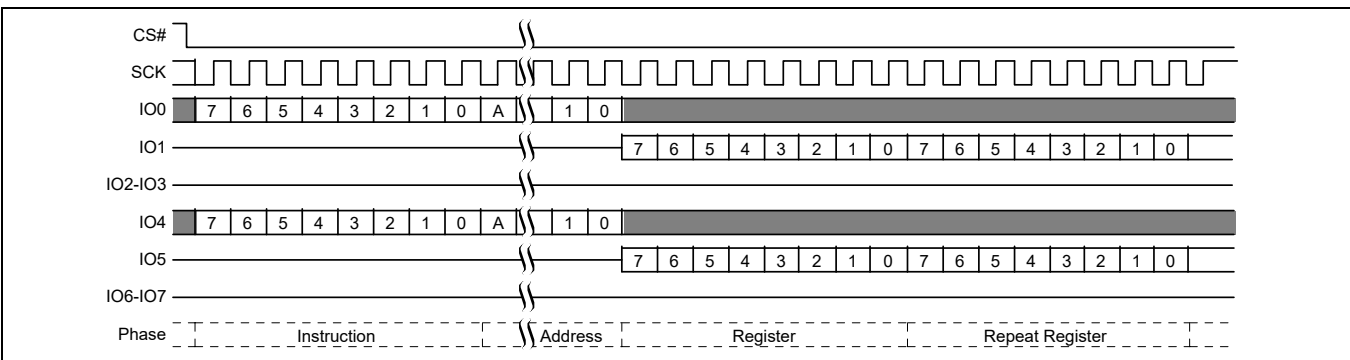 CS#
SCK
IO0 7 6 5 4 3 2 1 0 A 1 0
IO1 7 6 5 4 3 2 1 0 7 6 5 4 3 2 1 0
IO2-IO3
IO4 7 6 5 4 3 2 1 0 A 1 0
IO5 7 6 5 4 3 2 1 0 7 6 5 4 3 2 1 0
IO6-IO7
Phase Instruction Address Register Repeat Register